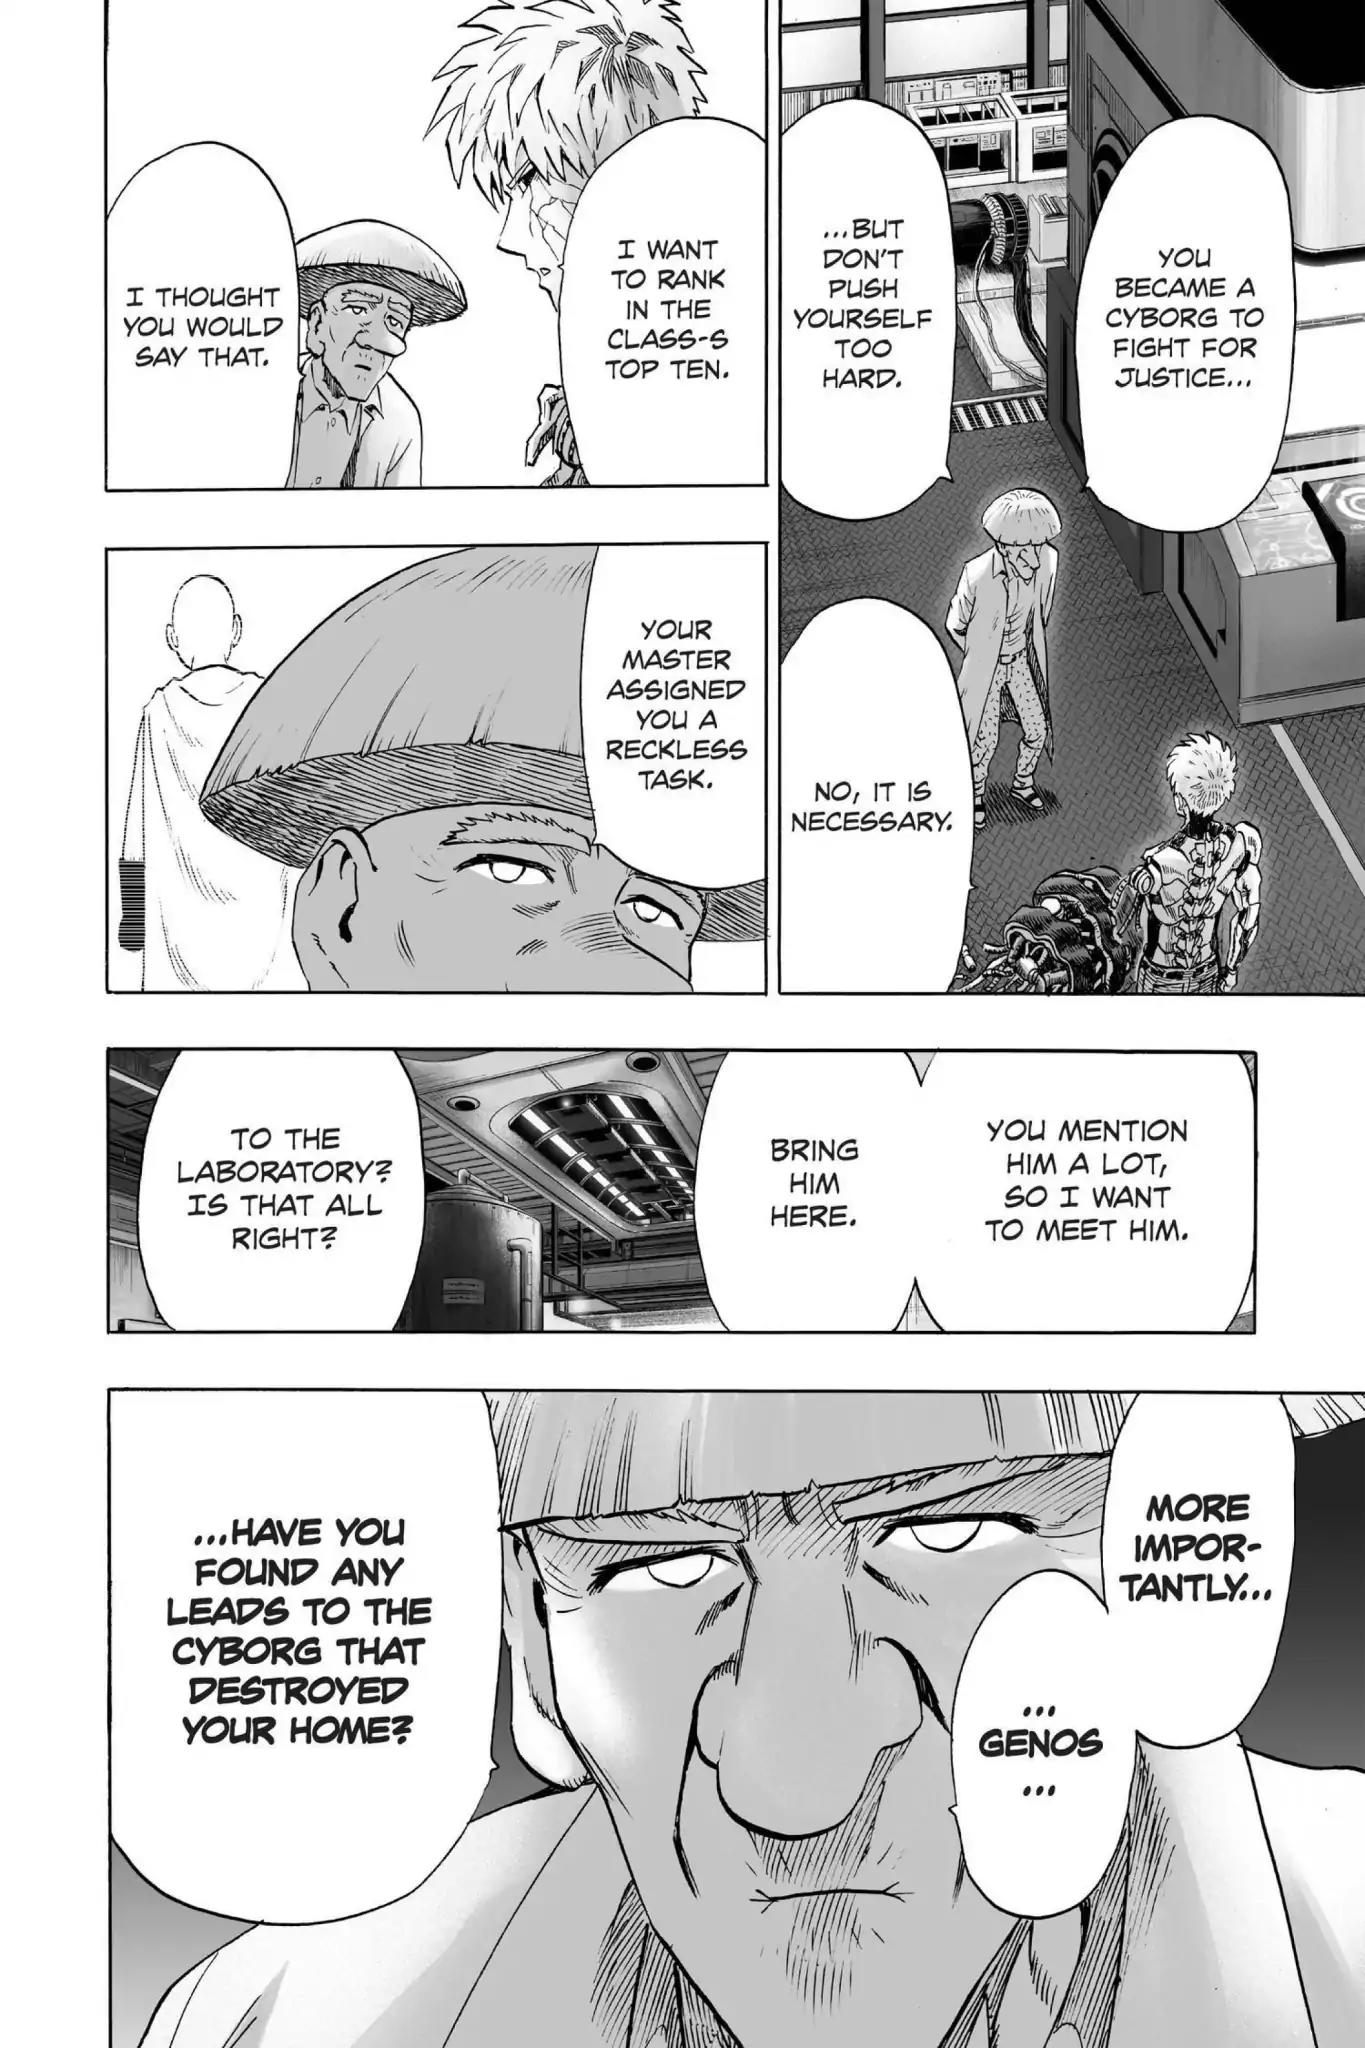 YOU
BECAME A
CYBORG TO
FIGHT FOR
JUSTICE...
...BUT
DON'T
PUSH
YOURSELF
TOO
HARD.
NO, IT IS
NECESSARY.
I WANT
TO RANK
IN THE
CLASS-S
TOP TEN.
I THOUGHT
YOU WOULD
SAY THAT.
YOUR
MASTER
ASSIGNED
YOU A
RECKLESS
TASK.
YOU MENTION
HIM A LOT,
SO I WANT
TO MEET HIM.
BRING
HIM
HERE.
TO THE
LABORATORY?
IS THAT ALL
RIGHT?
MORE
IMPOR-
TANTLY...
...
GENOS
...
...HAVE YOU
FOUND ANY
LEADS TO THE
CYBORG THAT
DESTROYED
YOUR HOME?